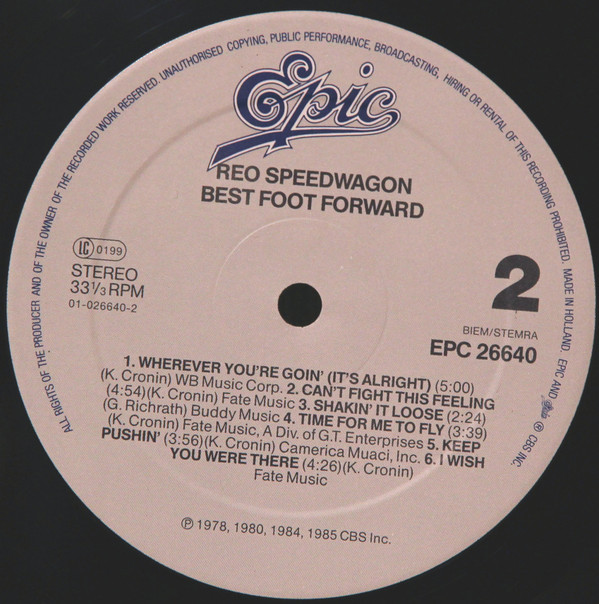 ALL RIGHTS OF THE PRODUCER AND OF THE OWNER OF THE RECORDED WORK RESERVED. UNAUTHORISED COPYING, PUBLIC PERFORMANCE, BROADCASTING, HIRING OR RENTAL OF THIS RECORDING PROHIBITED. MADE IN HOLLAND. EPIC AND Epic ® CBS INC.
Epic
REO SPEEDWAGON
BEST FOOT FORWARD
LC 0199
STEREO
33 1/3 RPM
01-026640-2
2
BIEM/STEMRA
EPC 26640
1. WHEREVER YOU'RE GOIN' (IT'S ALRIGHT) (5:00)
(K. Cronin) WB Music Corp. 2. CAN'T FIGHT THIS FEELING
(4:54)(K. Cronin) Fate Music 3. SHAKIN' IT LOOSE (2:24)
(G. Richrath) Buddy Music 4. TIME FOR ME TO FLY (3:39)
(K. Cronin) Fate Music, A Div. of G.T. Enterprises 5. KEEP
PUSHIN' (3:56)(K. Cronin) Camerica Muaci, Inc. 6. I WISH
YOU WERE THERE (4:26)(K. Cronin)
Fate Music
Ⓟ 1978, 1980, 1984, 1985 CBS Inc.